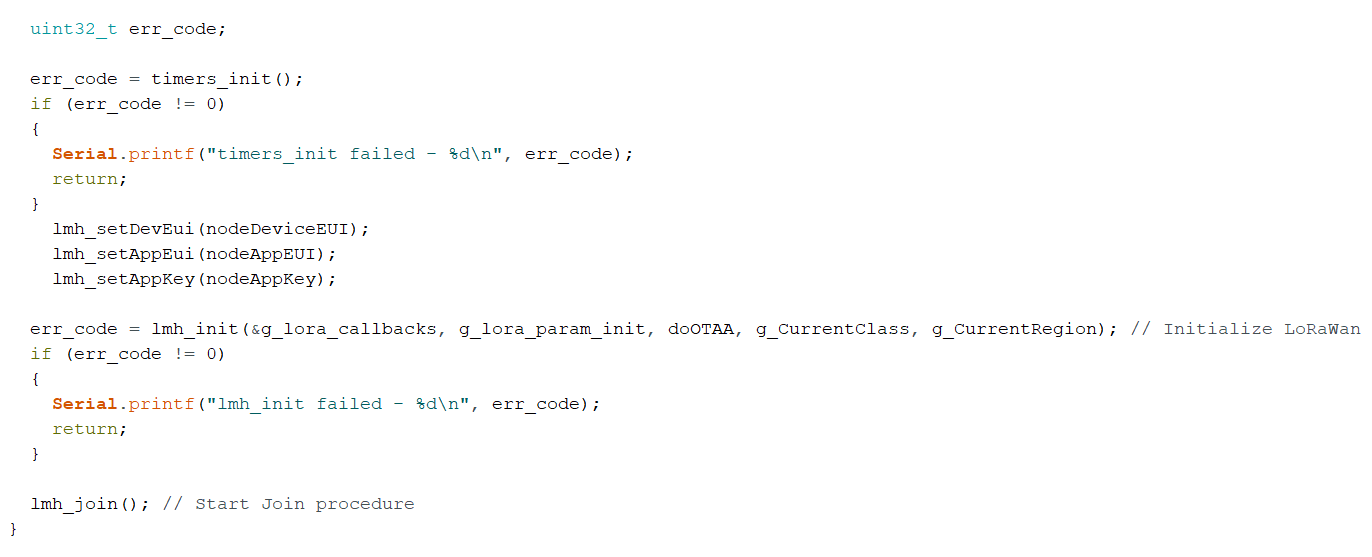 uint32_t err_code;
err_code = timers_init();
if (err_code != 0)
{
Serial.printf("timers_init failed - %d\n", err_code);
return;
}
lmh_setDevEui(nodeDeviceEUI);
lmh_setAppEui(nodeAppEUI);
lmh_setAppKey(nodeAppKey);
err_code = lmh_init(&g_lora_callbacks, g_lora_param_init, doOTAA, g_CurrentClass, g_CurrentRegion); // Initialize LoRaWan
if (err_code != 0)
{
Serial.printf("lmh_init failed - %d\n", err_code);
return;
}
lmh_join(); // Start Join procedure
}